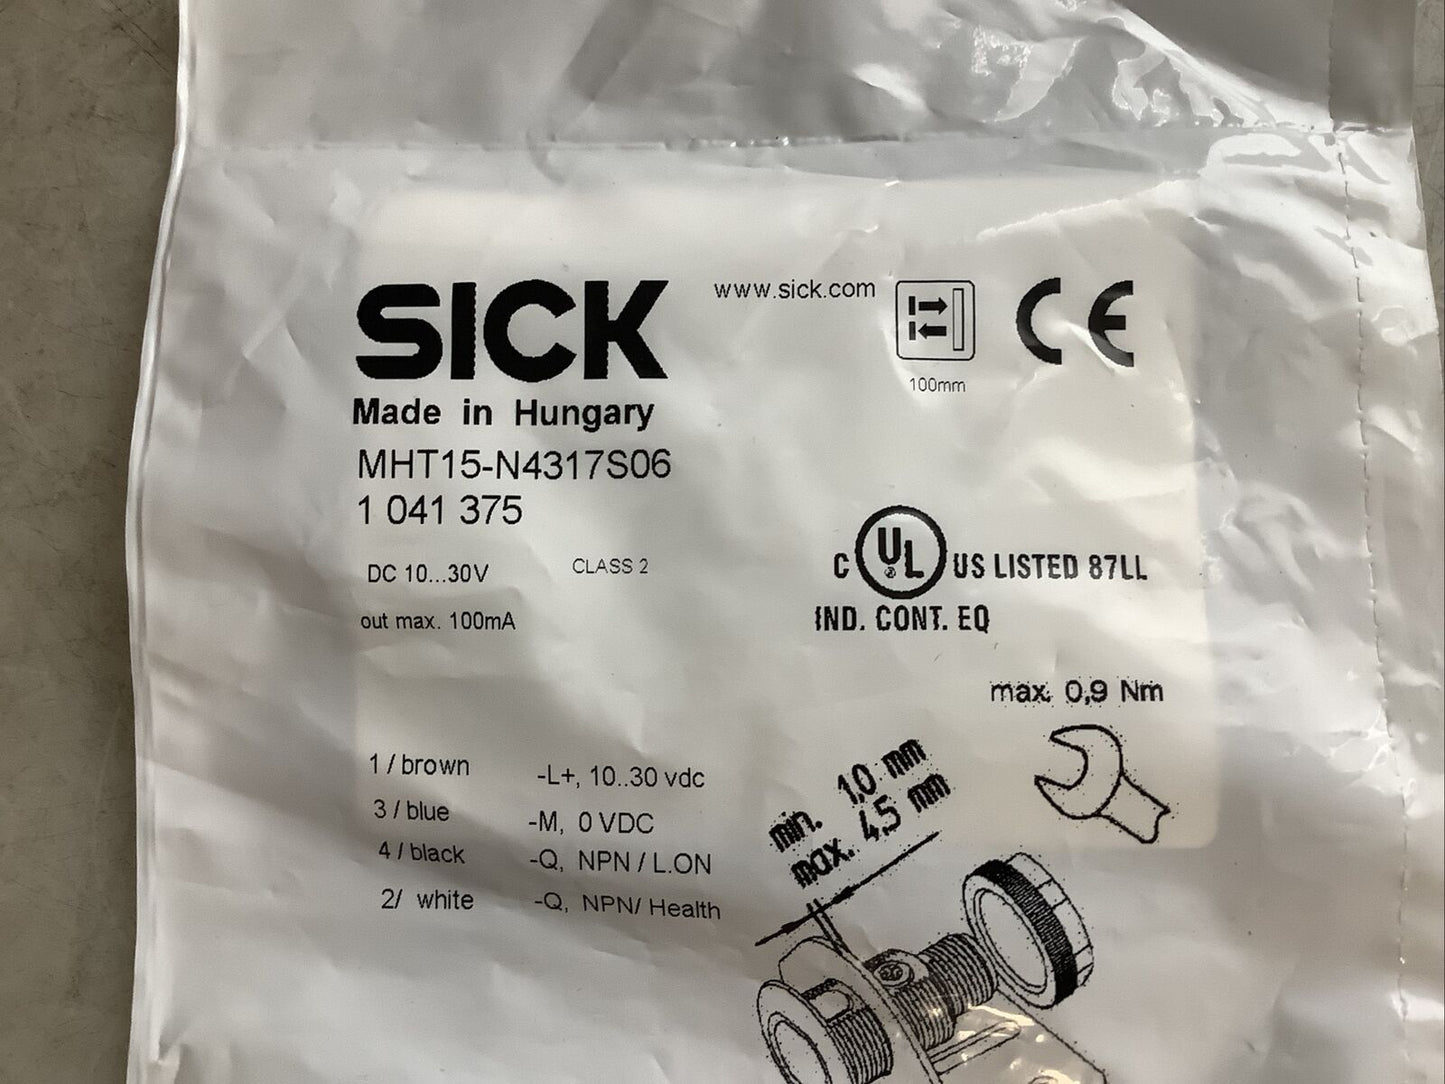 SICK
www.sick.com
100mm
CE
Made in Hungary
MHT15-N4317S06
1 041 375
DC 10...30V
CLASS 2
out max. 100mA
C UL US LISTED 87LL
IND. CONT. EQ
max. 0,9 Nm
1 / brown -L+, 10..30 vdc
3 / blue -M, 0 VDC
4 / black -Q, NPN / L.ON
2/ white -Q, NPN/ Health
min. 1,0 mm
max. 4,5 mm